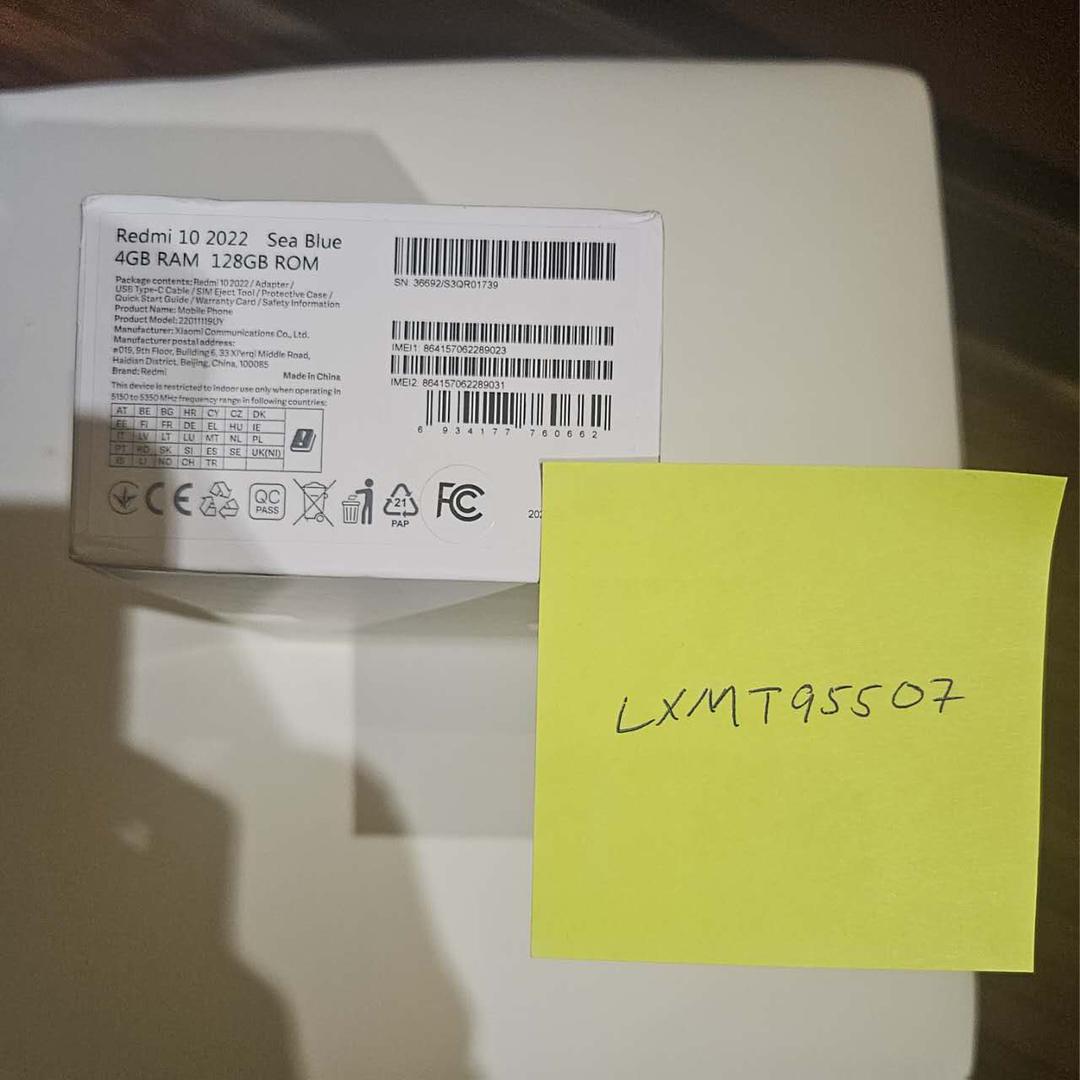 Redmi 10 2022 Sea Blue
4GB RAM 128GB ROM
Package contents: Redmi 10 2022 / Adapter /
USB Type-C Cable / SIM Eject Tool / Protective Case /
Quick Start Guide / Warranty Card / Safety Information
Product Name: Mobile Phone
Product Model: 22011119UY
Manufacturer: Xiaomi Communications Co., Ltd.
Manufacturer postal address:
#019, 9th Floor, Building 6, 33 Xi'erqi Middle Road,
Haidian District, Beijing, China, 100085
Brand: Redmi Made in China
This device is restricted to indoor use only when operating in
5150 to 5350 MHz frequency range in following countries:
AT BE BG HR CY CZ DK
EE FI FR DE EL HU IE
IT LV LT LU MT NL PL
PT RO SK SI ES SE UK(NI)
IS LI NO CH TR
CE
QC
PASS
21
PAP
FC
SN: 36692/S3QR01739
IMEI1: 864157062289023
IMEI2: 864157062289031
6 934177 760662
202
LXMT95507